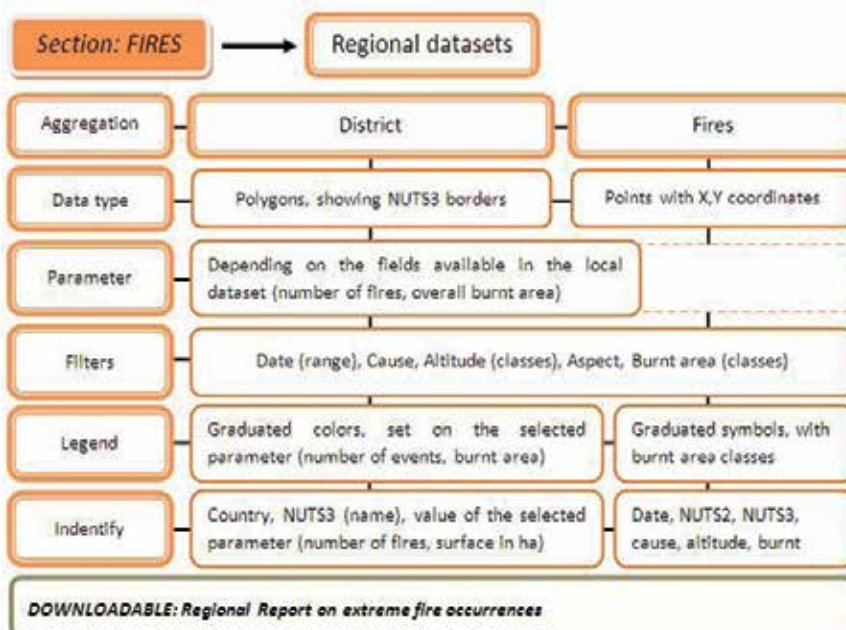 Section: FIRES
Regional datasets
Aggregation
District
Fires
Data type
Polygons, showing NUTS3 borders
Points with X,Y coordinates
Parameter
Depending on the fields available in the local
dataset (number of fires, overall burnt area)
Filters
Date (range), Cause, Altitude (classes), Aspect, Burnt area (classes)
Legend
Graduated colors, set on the selected
parameter (number of events, burnt area)
Graduated symbols, with
burnt area classes
Indentify
Country, NUTS3 (name), value of the selected
parameter (number of fires, surface in ha)
Date, NUTS2, NUTS3,
cause, altitude, burnt
DOWNLOADABLE: Regional Report on extreme fire occurrences